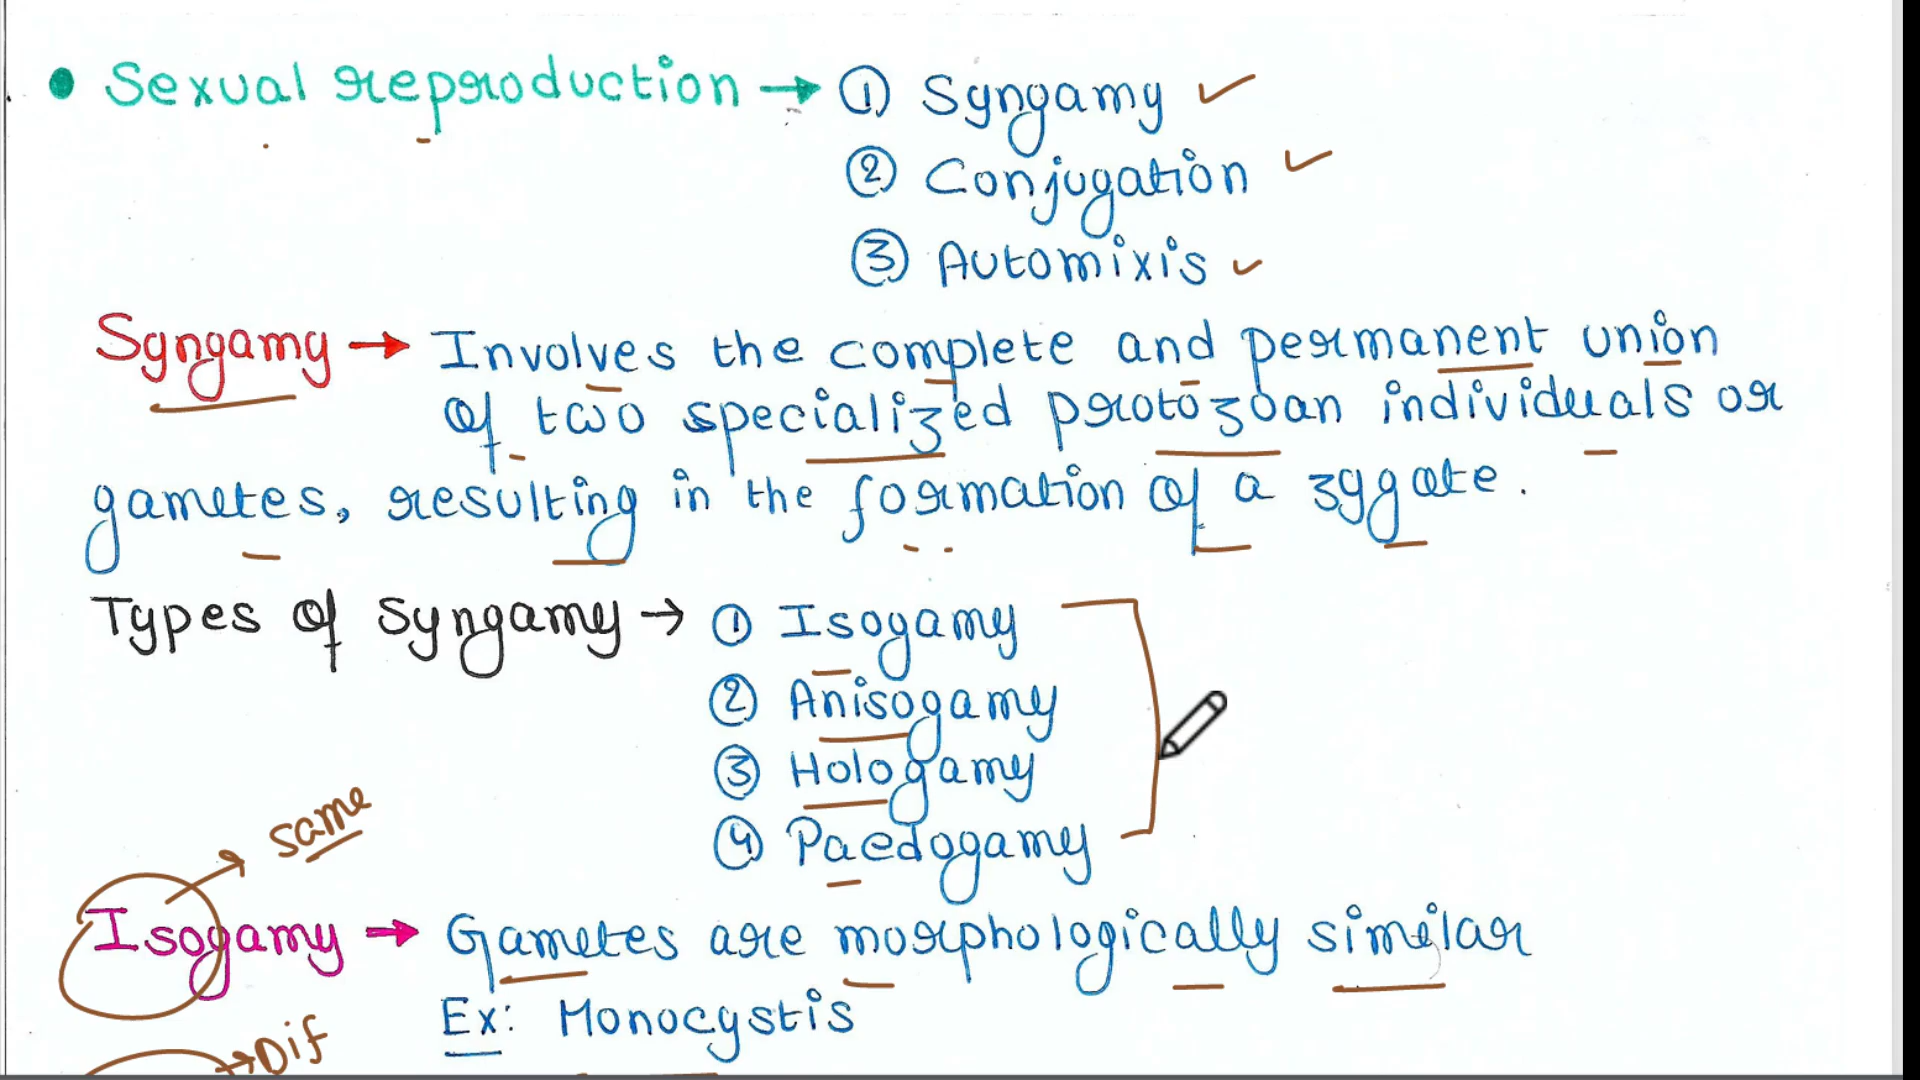 • Sexual reproduction → ① Syngamy ✓
② Conjugation ✓
③ Automixis ✓
Syngamy → Involves the complete and permanent union
of two specialized protozoan individuals or
gametes, resulting in the formation of a zygote.
Types of Syngamy → ① Isogamy
② Anisogamy
③ Hologamy
④ Paedogamy
same
Isogamy → Gametes are morphologically similar
Ex: Monocystis
→ Dif